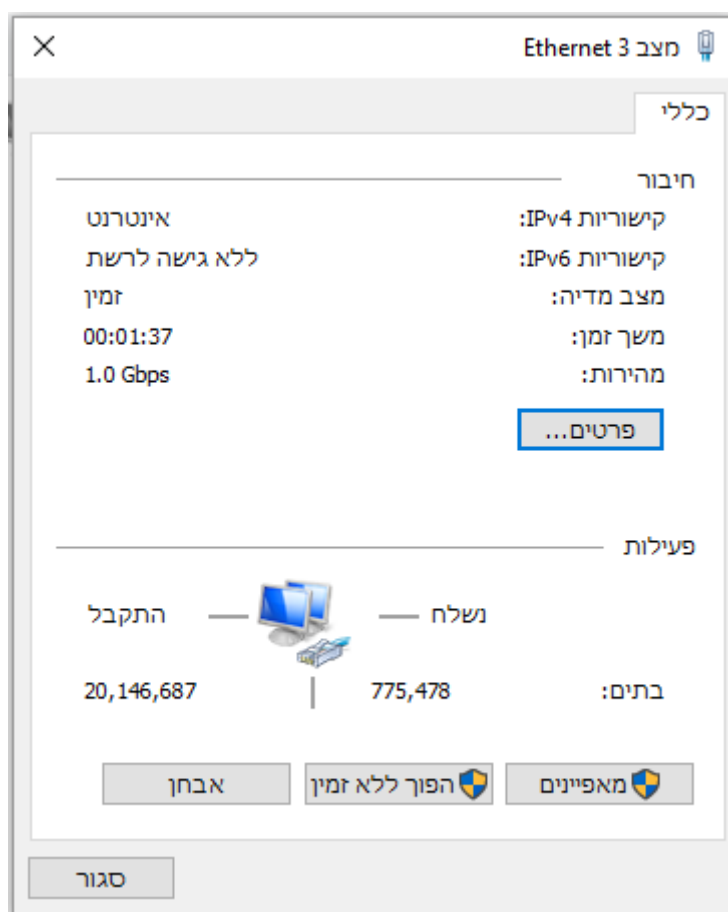 מצב Ethernet 3
כללי
חיבור
קישוריות IPv4: אינטרנט
קישוריות IPv6: ללא גישה לרשת
מצב מדיה: זמין
משך זמן: 00:01:37
מהירות: 1.0 Gbps
פרטים...
פעילות
נשלח — התקבל
בתים: 775,478 | 20,146,687
מאפיינים הפוך ללא זמין אבחן
סגור